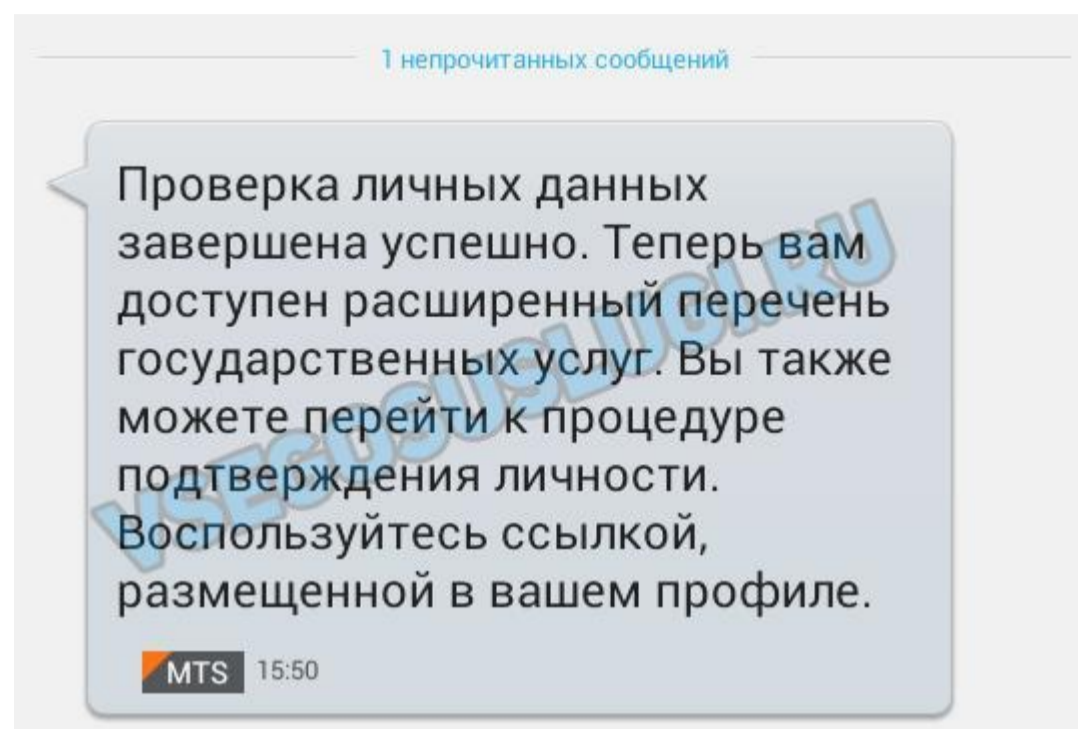 1 непрочитанных сообщений
Проверка личных данных
завершена успешно. Теперь вам
доступен расширенный перечень
государственных услуг. Вы также
можете перейти к процедуре
подтверждения личности.
Воспользуйтесь ссылкой,
размещенной в вашем профиле.
MTS 15:50
VSEGOSUSLUGI.RU